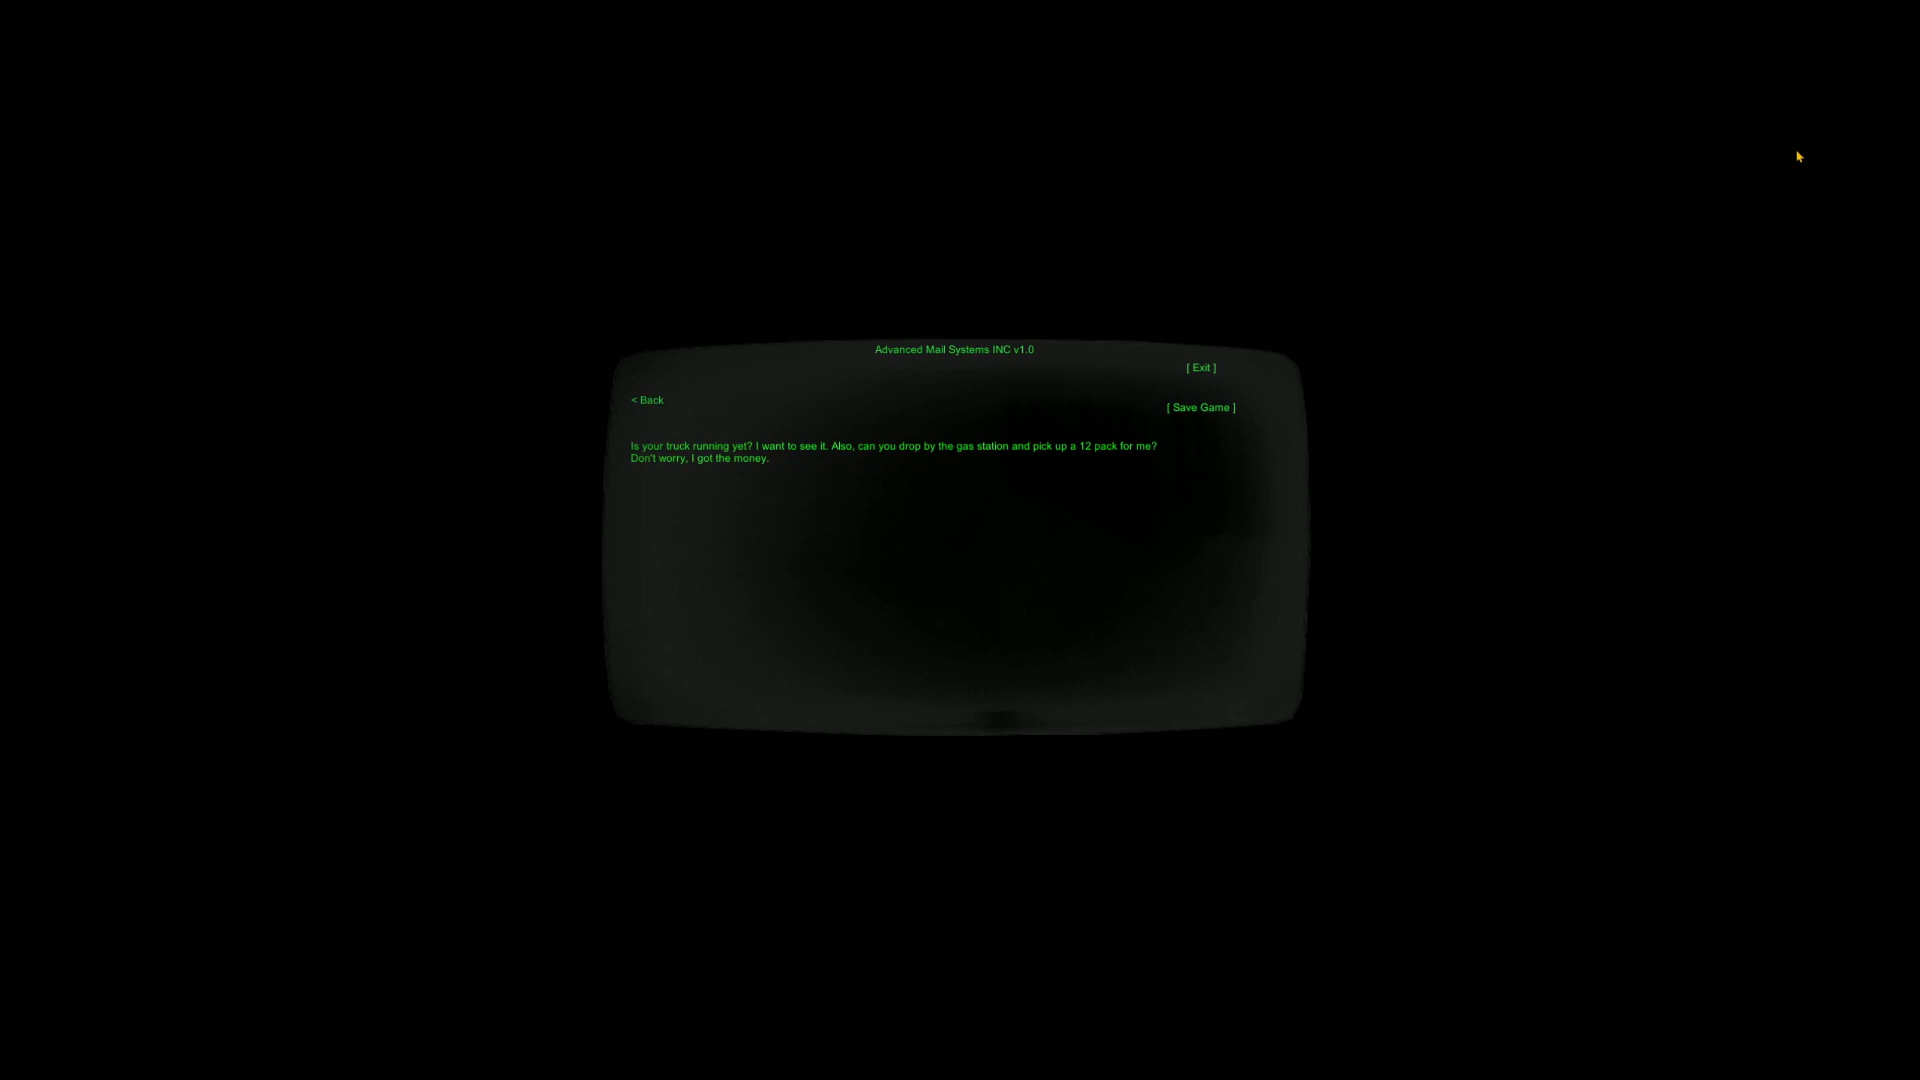 Advanced Mail Systems INC v1.0
[ Exit ]
< Back
[ Save Game ]
Is your truck running yet? I want to see it. Also, can you drop by the gas station and pick up a 12 pack for me?
Don't worry, I got the money.